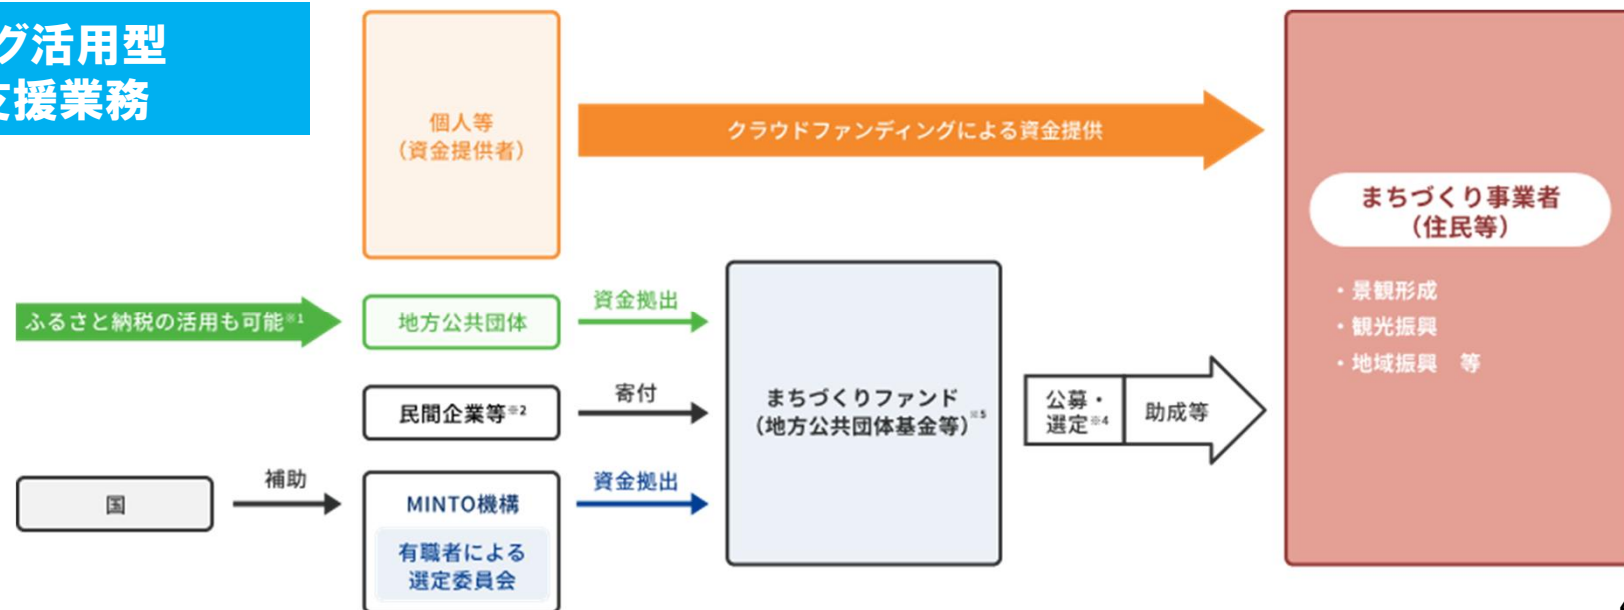 グ活用型
支援業務
個人等
（資金提供者）
クラウドファンディングによる資金提供
まちづくり事業者
（住民等）
・景観形成
・観光振興
・地域振興　等
ふるさと納税の活用も可能※1
地方公共団体
資金拠出
民間企業等※2
寄付
まちづくりファンド
（地方公共団体基金等）※5
公募・
選定※4
助成等
国
補助
MINTO機構
有職者による
選定委員会
資金拠出